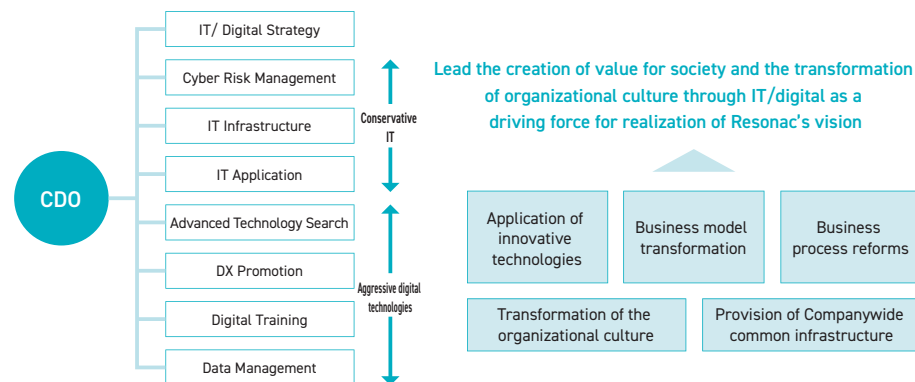 CDO
IT/ Digital Strategy
Cyber Risk Management
IT Infrastructure
IT Application
Advanced Technology Search
DX Promotion
Digital Training
Data Management
Conservative
IT
Aggressive digital
technologies
Lead the creation of value for society and the transformation
of organizational culture through IT/digital as a
driving force for realization of Resonac’s vision
Application of
innovative
technologies
Business model
transformation
Business
process reforms
Transformation of the
organizational culture
Provision of Companywide
common infrastructure